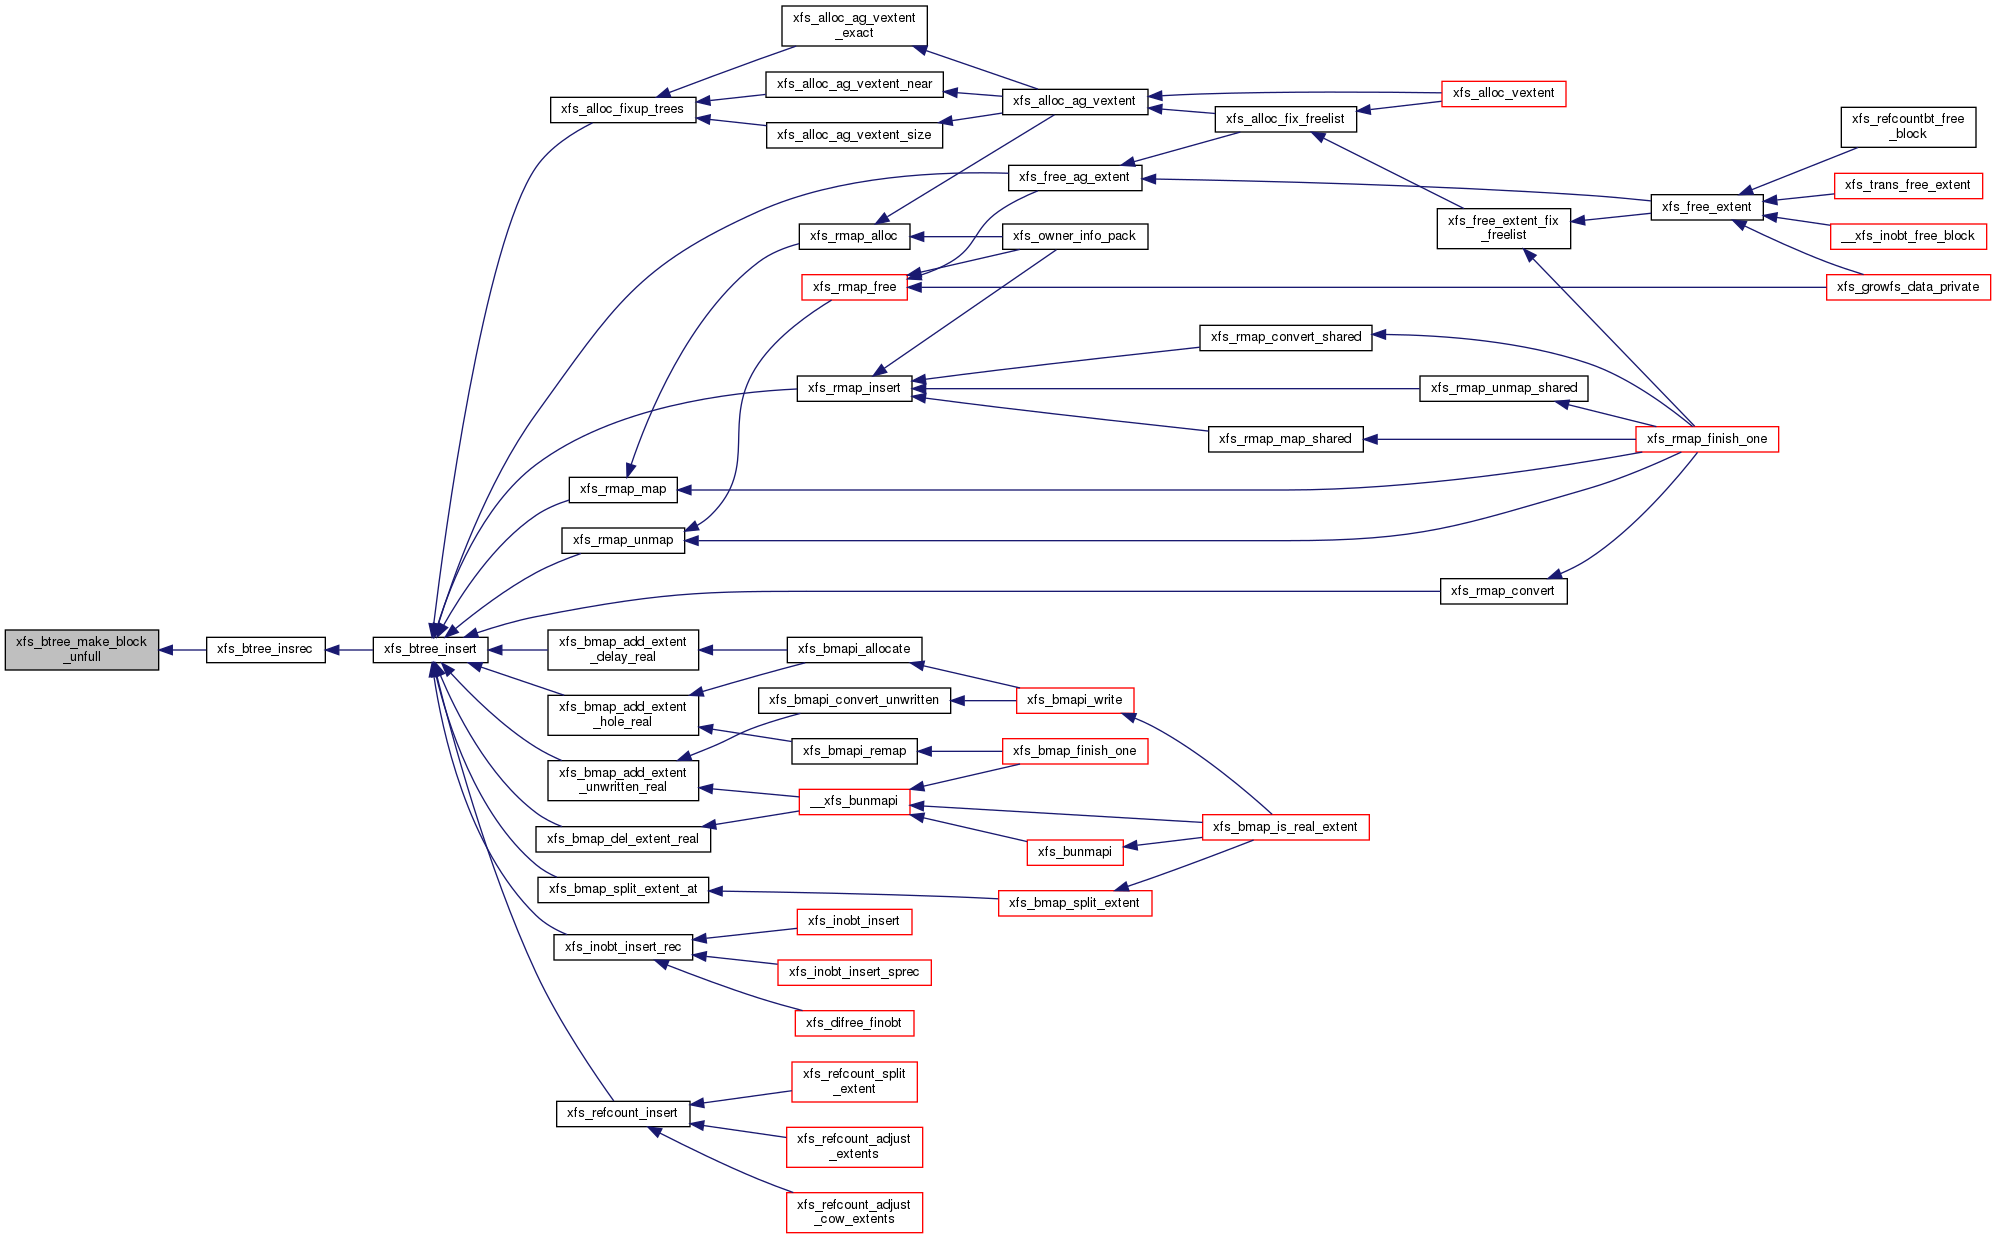 xfs_alloc_ag_vextent
_exact
xfs_alloc_ag_vextent_near
xfs_alloc_vextent
xfs_alloc_ag_vextent
xfs_alloc_fixup_trees
xfs_alloc_fix_freelist
xfs_refcountbt_free
_block
xfs_alloc_ag_vextent_size
xfs_free_ag_extent
xfs_trans_free_extent
xfs_free_extent
xfs_free_extent_fix
_freelist
xfs_rmap_alloc
xfs_owner_info_pack
__xfs_inobt_free_block
xfs_rmap_free
xfs_growfs_data_private
xfs_rmap_convert_shared
xfs_rmap_insert
xfs_rmap_unmap_shared
xfs_rmap_map_shared
xfs_rmap_finish_one
xfs_rmap_map
xfs_rmap_unmap
xfs_rmap_convert
xfs_btree_make_block
_unfull
xfs_btree_insrec
xfs_btree_insert
xfs_bmap_add_extent
_delay_real
xfs_bmapi_allocate
xfs_bmap_add_extent
_hole_real
xfs_bmapi_convert_unwritten
xfs_bmapi_write
xfs_bmapi_remap
xfs_bmap_finish_one
xfs_bmap_add_extent
_unwritten_real
__xfs_bunmapi
xfs_bmap_is_real_extent
xfs_bmap_del_extent_real
xfs_bunmapi
xfs_bmap_split_extent_at
xfs_bmap_split_extent
xfs_inobt_insert
xfs_inobt_insert_rec
xfs_inobt_insert_sprec
xfs_difree_finobt
xfs_refcount_split
_extent
xfs_refcount_insert
xfs_refcount_adjust
_extents
xfs_refcount_adjust
_cow_extents